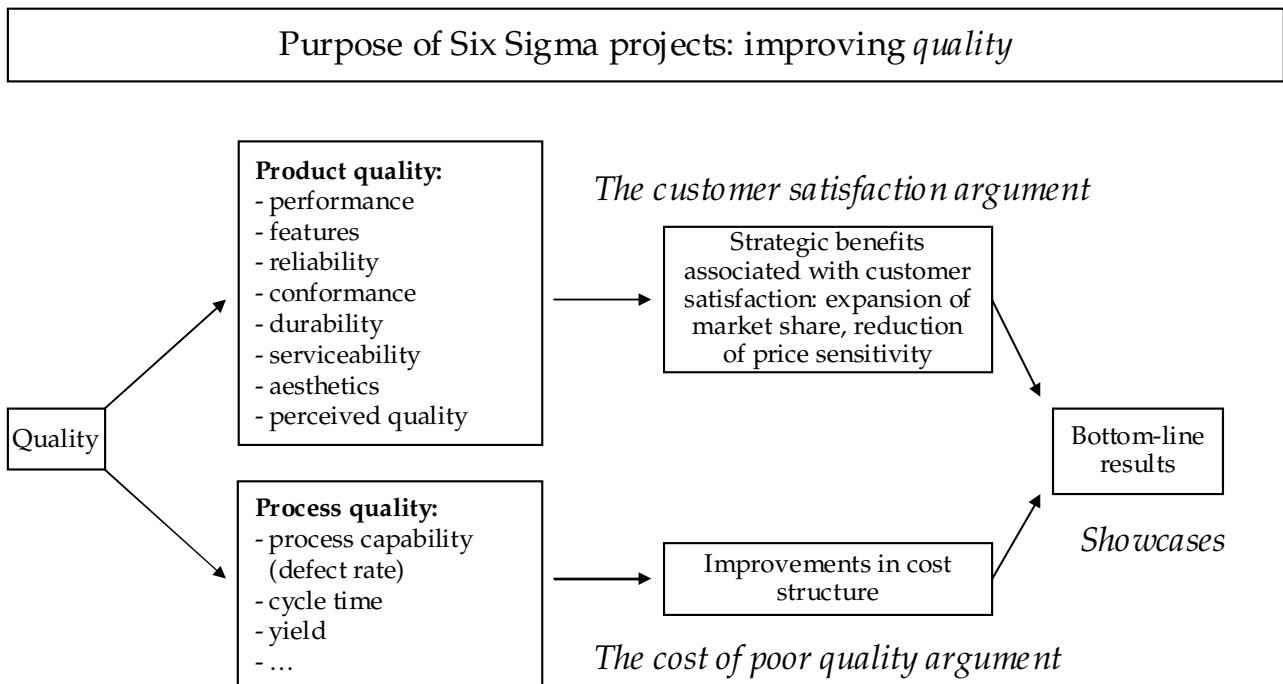 Purpose of Six Sigma projects: improving quality
Product quality:
- performance
- features
- reliability
- conformance
- durability
- serviceability
- aesthetics
- perceived quality
The customer satisfaction argument
Strategic benefits
associated with customer
satisfaction: expansion of
market share, reduction
of price sensitivity
Quality
Bottom-line
results
Showcases
Process quality:
- process capability
(defect rate)
- cycle time
- yield
- …
Improvements in cost
structure
The cost of poor quality argument